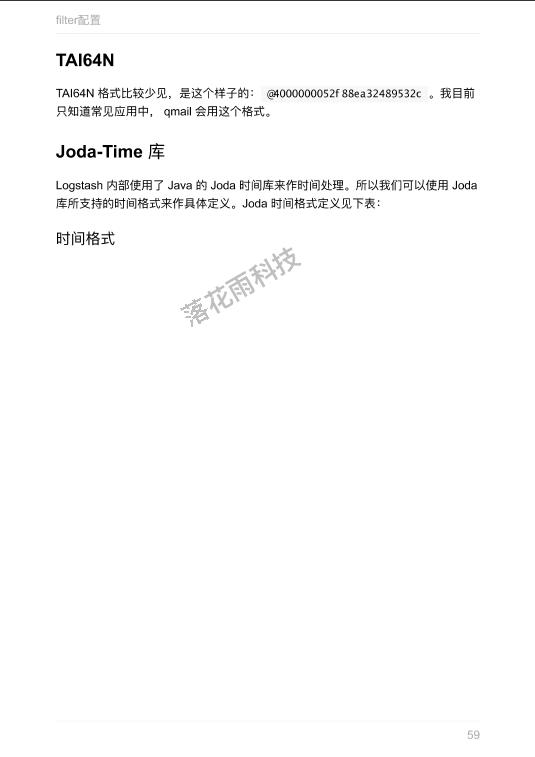 filter配置
TAI64N
TAI64N 格式比较少见，是这个样子的： @4000000052f88ea32489532c 。我目前
只知道常见应用中， qmail 会用这个格式。
Joda-Time 库
Logstash 内部使用了 Java 的 Joda 时间库来作时间处理。所以我们可以使用 Joda
库所支持的时间格式来作具体定义。Joda 时间格式定义见下表：
时间格式
落花雨科技
59